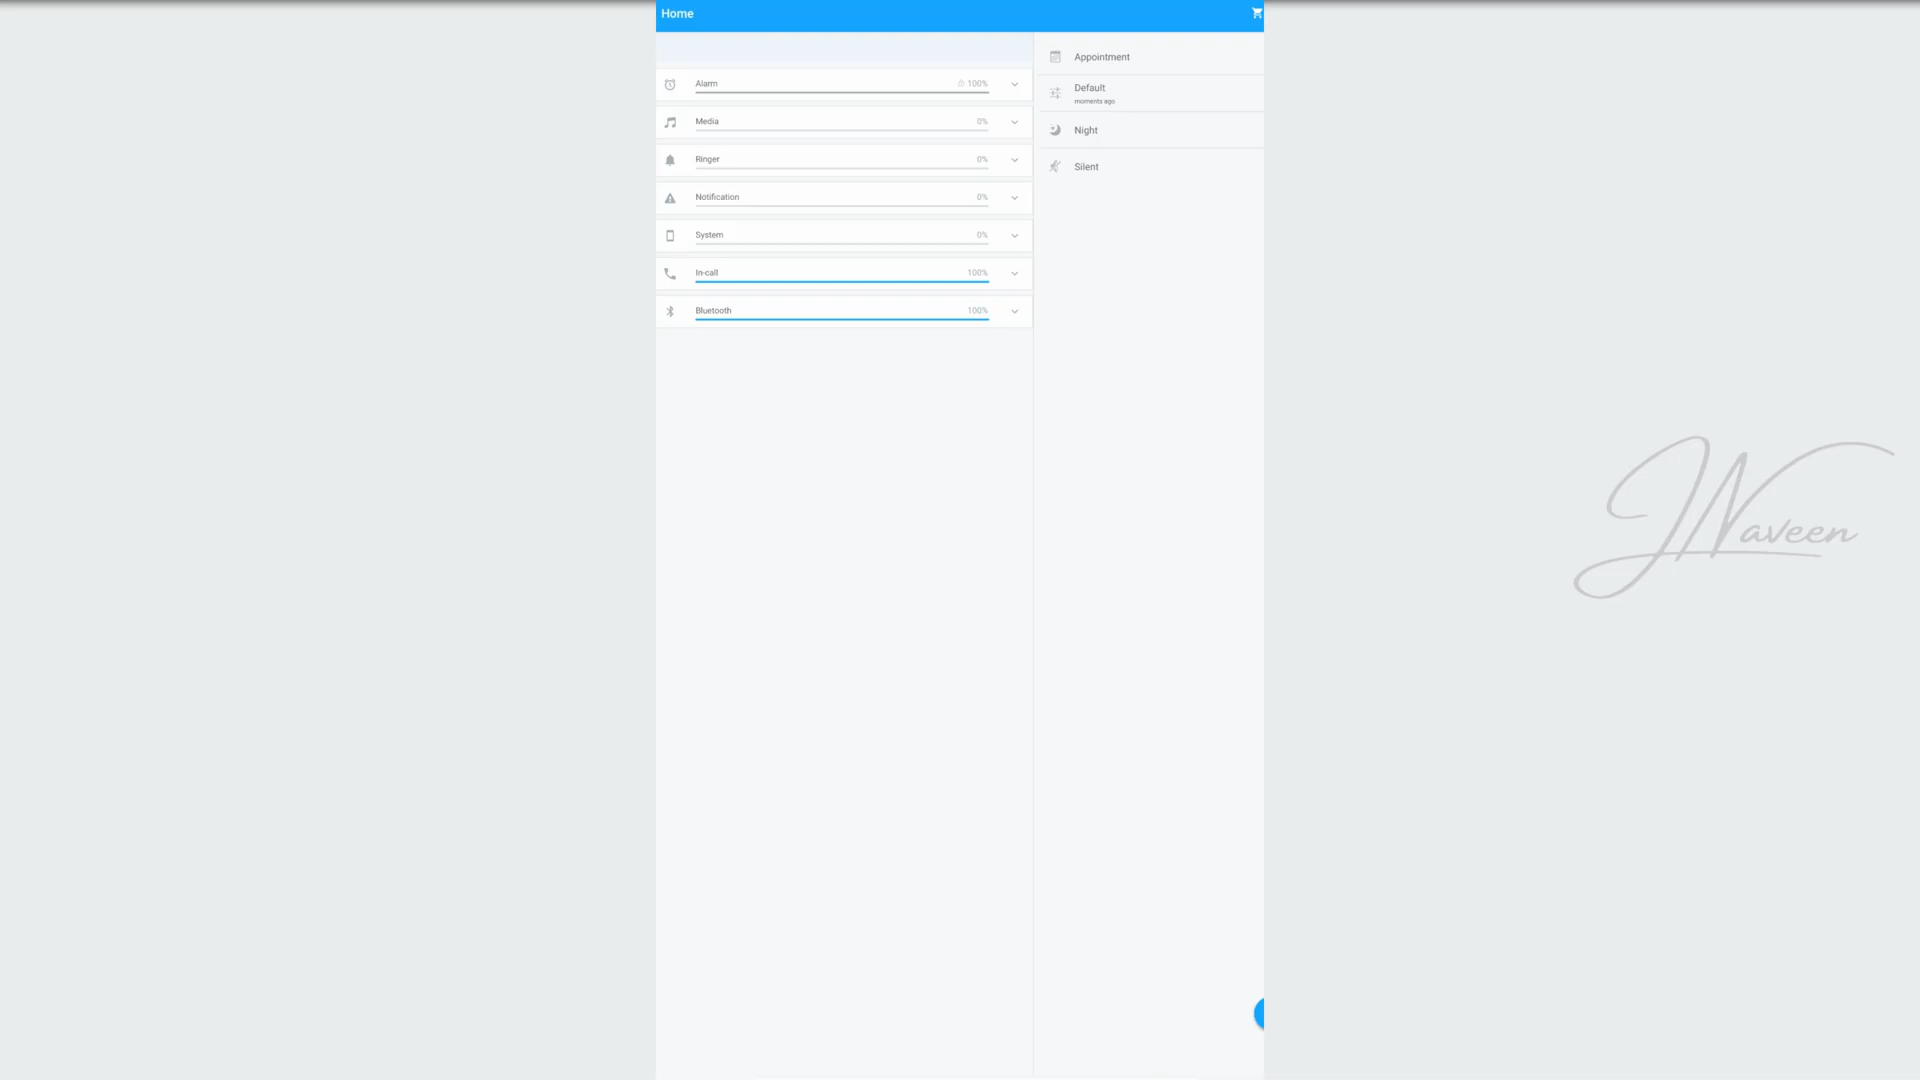 Home
Alarm 100%
Media 0%
Ringer 0%
Notification 0%
System 0%
In-call 100%
Bluetooth 100%
Appointment
Default
moments ago
Night
Silent
JNaveen